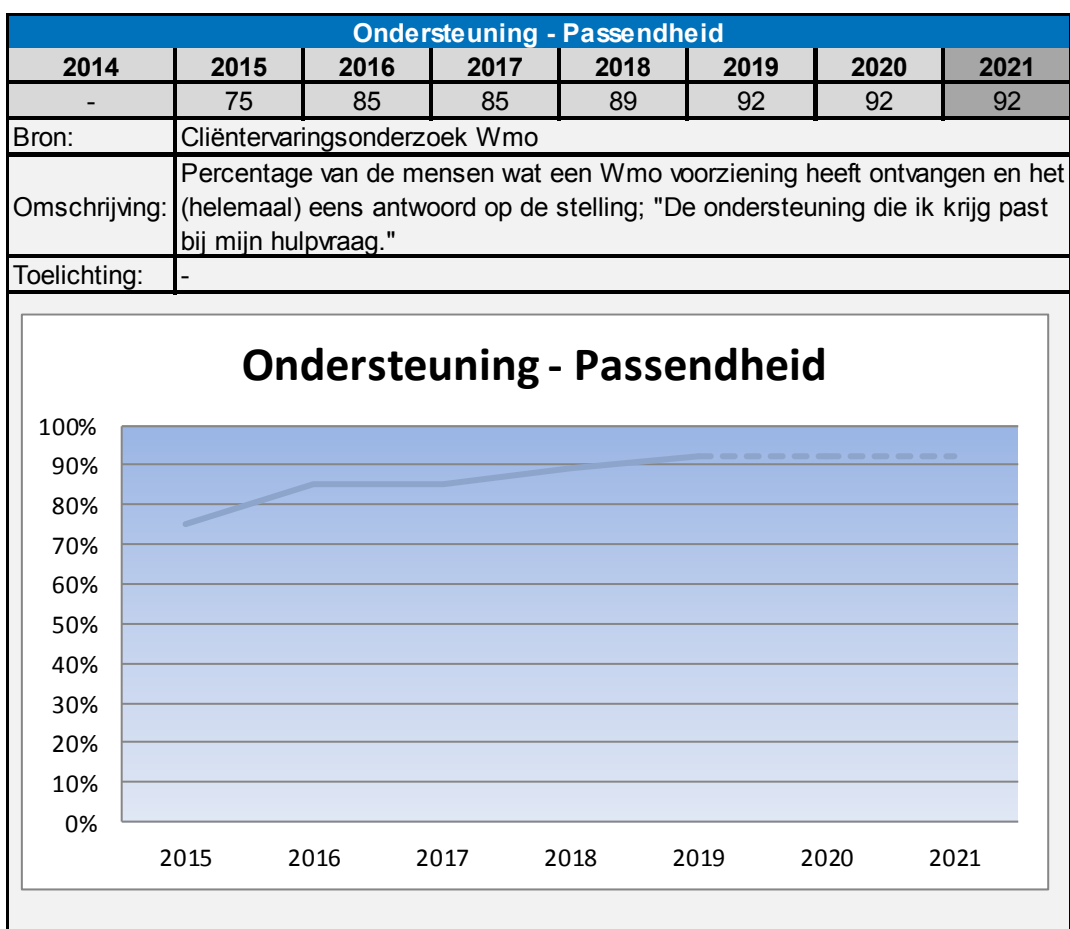 Ondersteuning - Passendheid
2014 2015 2016 2017 2018 2019 2020 2021
- 75 85 85 89 92 92 92
Bron: Cliëntervaringsonderzoek Wmo
Omschrijving: Percentage van de mensen wat een Wmo voorziening heeft ontvangen en het
(helemaal) eens antwoord op de stelling; "De ondersteuning die ik krijg past
bij mijn hulpvraag."
Toelichting: -
Ondersteuning - Passendheid
100%
90%
80%
70%
60%
50%
40%
30%
20%
10%
0%
2015 2016 2017 2018 2019 2020 2021